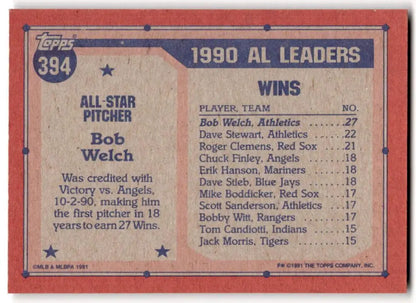 Topps
394
1990 AL LEADERS
ALL-STAR
PITCHER
Bob
Welch
Was credited with
Victory vs. Angels,
10-2-90, making him
the first pitcher in 18
years to earn 27 Wins.
WINS
PLAYER, TEAM NO.
Bob Welch, Athletics .....27
Dave Stewart, Athletics ....22
Roger Clemens, Red Sox ..21
Chuck Finley, Angels ......18
Erik Hanson, Mariners .....18
Dave Stieb, Blue Jays .....18
Mike Boddicker, Red Sox ..17
Scott Sanderson, Athletics .17
Bobby Witt, Rangers ......17
Tom Candiotti, Indians ....15
Jack Morris, Tigers .......15
©MLB & MLBPA 1991
P® ©1991 THE TOPPS COMPANY, INC.